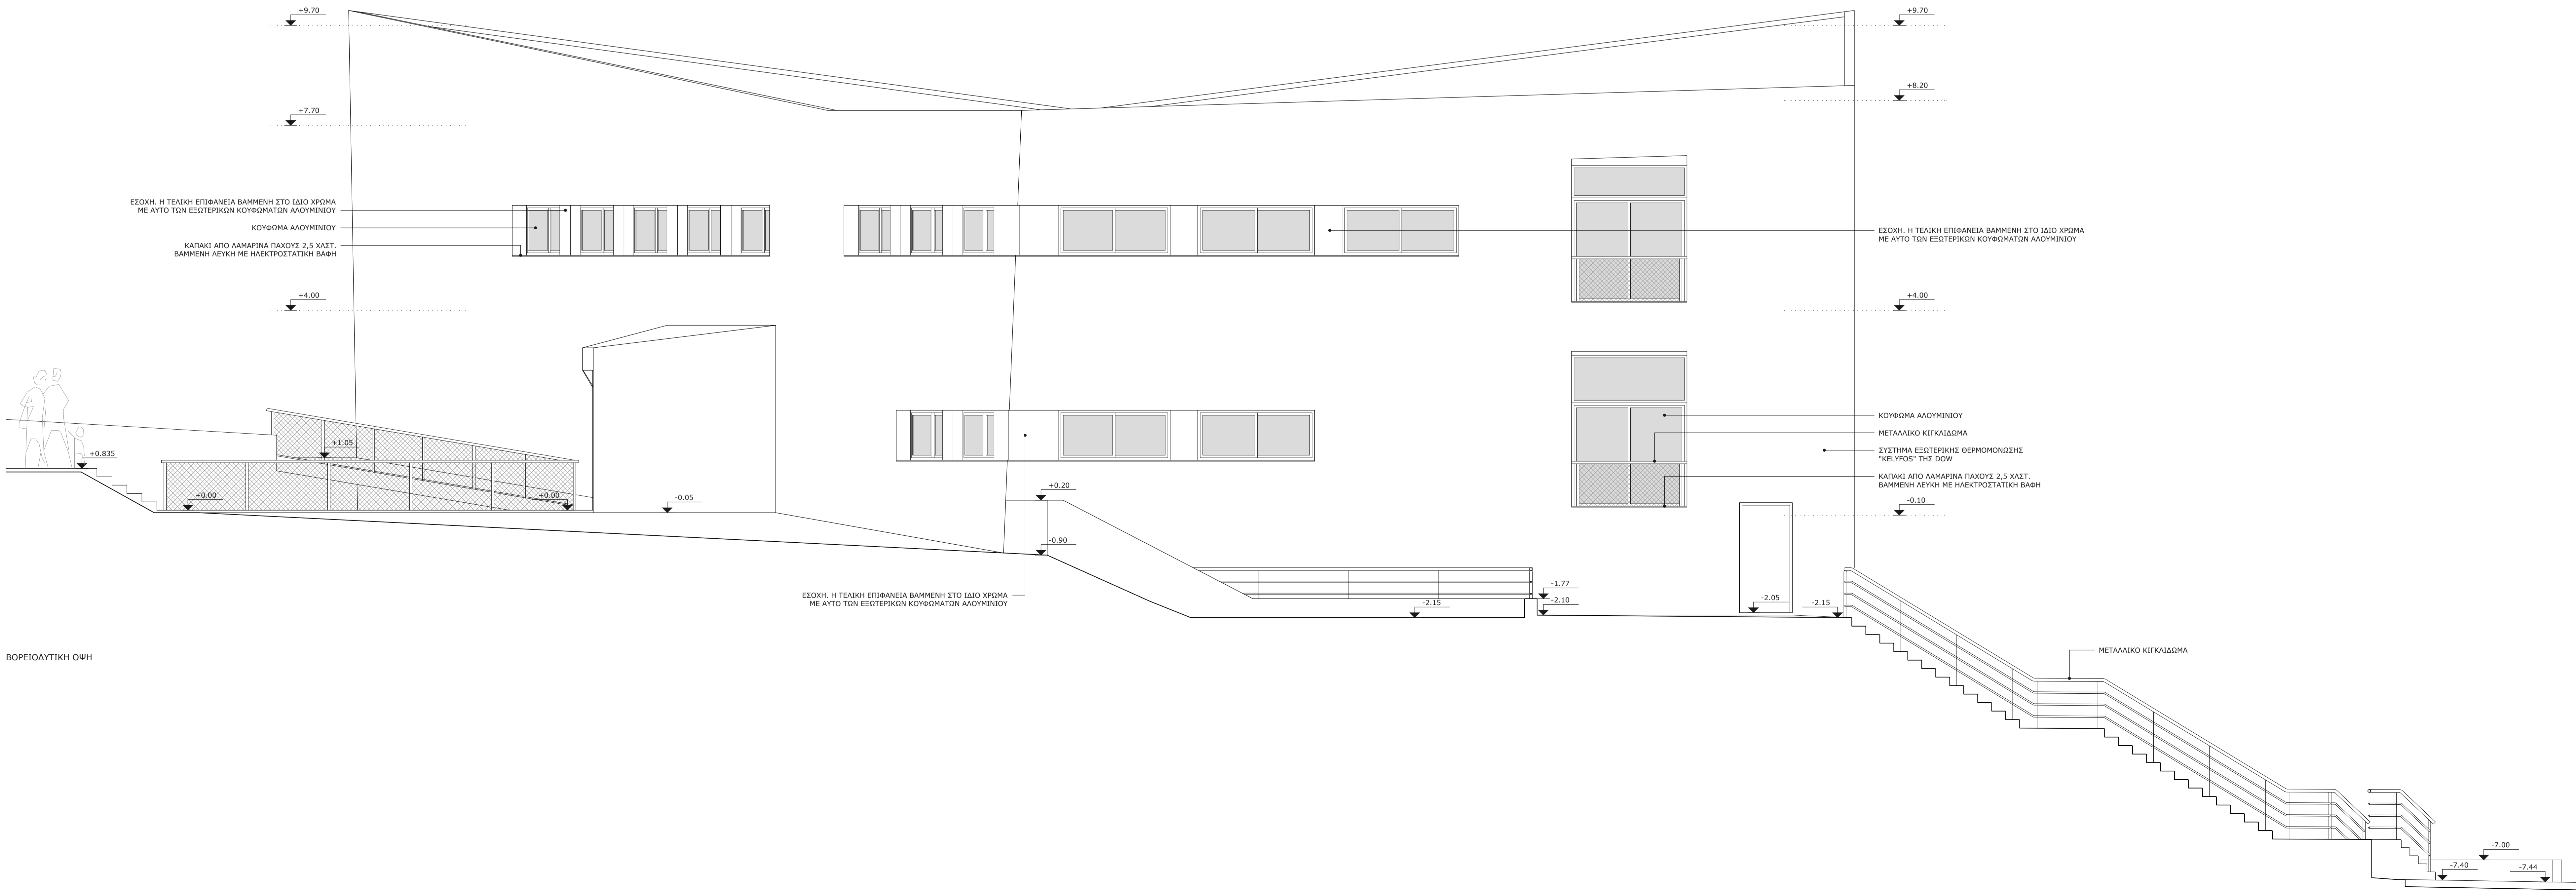 +9.70
+9.70
+8.20
+7.70
ΕΣΟΧΗ. Η ΤΕΛΙΚΗ ΕΠΙΦΑΝΕΙΑ ΒΑΜΜΕΝΗ ΣΤΟ ΙΔΙΟ ΧΡΩΜΑ
ΜΕ ΑΥΤΟ ΤΩΝ ΕΞΩΤΕΡΙΚΩΝ ΚΟΥΦΩΜΑΤΩΝ ΑΛΟΥΜΙΝΙΟΥ
ΚΟΥΦΩΜΑ ΑΛΟΥΜΙΝΙΟΥ
ΚΑΠΑΚΙ ΑΠΟ ΛΑΜΑΡΙΝΑ ΠΑΧΟΥΣ 2,5 ΧΛΣΤ.
ΒΑΜΜΕΝΗ ΛΕΥΚΗ ΜΕ ΗΛΕΚΤΡΟΣΤΑΤΙΚΗ ΒΑΦΗ
ΕΣΟΧΗ. Η ΤΕΛΙΚΗ ΕΠΙΦΑΝΕΙΑ ΒΑΜΜΕΝΗ ΣΤΟ ΙΔΙΟ ΧΡΩΜΑ
ΜΕ ΑΥΤΟ ΤΩΝ ΕΞΩΤΕΡΙΚΩΝ ΚΟΥΦΩΜΑΤΩΝ ΑΛΟΥΜΙΝΙΟΥ
+4.00
+4.00
ΚΟΥΦΩΜΑ ΑΛΟΥΜΙΝΙΟΥ
ΜΕΤΑΛΛΙΚΟ ΚΙΓΚΛΙΔΩΜΑ
ΣΥΣΤΗΜΑ ΕΞΩΤΕΡΙΚΗΣ ΘΕΡΜΟΜΟΝΩΣΗΣ
"KELYFOS" ΤΗΣ DOW
ΚΑΠΑΚΙ ΑΠΟ ΛΑΜΑΡΙΝΑ ΠΑΧΟΥΣ 2,5 ΧΛΣΤ.
ΒΑΜΜΕΝΗ ΛΕΥΚΗ ΜΕ ΗΛΕΚΤΡΟΣΤΑΤΙΚΗ ΒΑΦΗ
+1.05
+0.835
+0.00
+0.00
-0.05
+0.20
-0.10
-0.90
-1.77
-2.10
-2.15
-2.05
-2.15
ΕΣΟΧΗ. Η ΤΕΛΙΚΗ ΕΠΙΦΑΝΕΙΑ ΒΑΜΜΕΝΗ ΣΤΟ ΙΔΙΟ ΧΡΩΜΑ
ΜΕ ΑΥΤΟ ΤΩΝ ΕΞΩΤΕΡΙΚΩΝ ΚΟΥΦΩΜΑΤΩΝ ΑΛΟΥΜΙΝΙΟΥ
ΜΕΤΑΛΛΙΚΟ ΚΙΓΚΛΙΔΩΜΑ
ΒΟΡΕΙΟΔΥΤΙΚΗ ΟΨΗ
-7.00
-7.40
-7.44